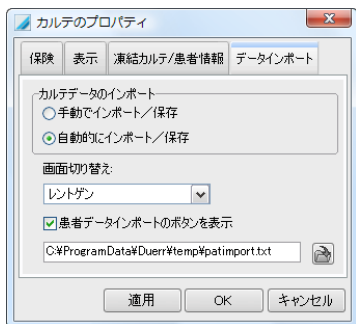 カルテのプロパティ
保険 表示 凍結カルテ/患者情報 データインポート
カルテデータのインポート
手動でインポート／保存
自動的にインポート／保存
画面切り替え:
レントゲン
患者データインポートのボタンを表示
C:¥ProgramData¥Duerr¥temp¥patimport.txt
適用 OK キャンセル